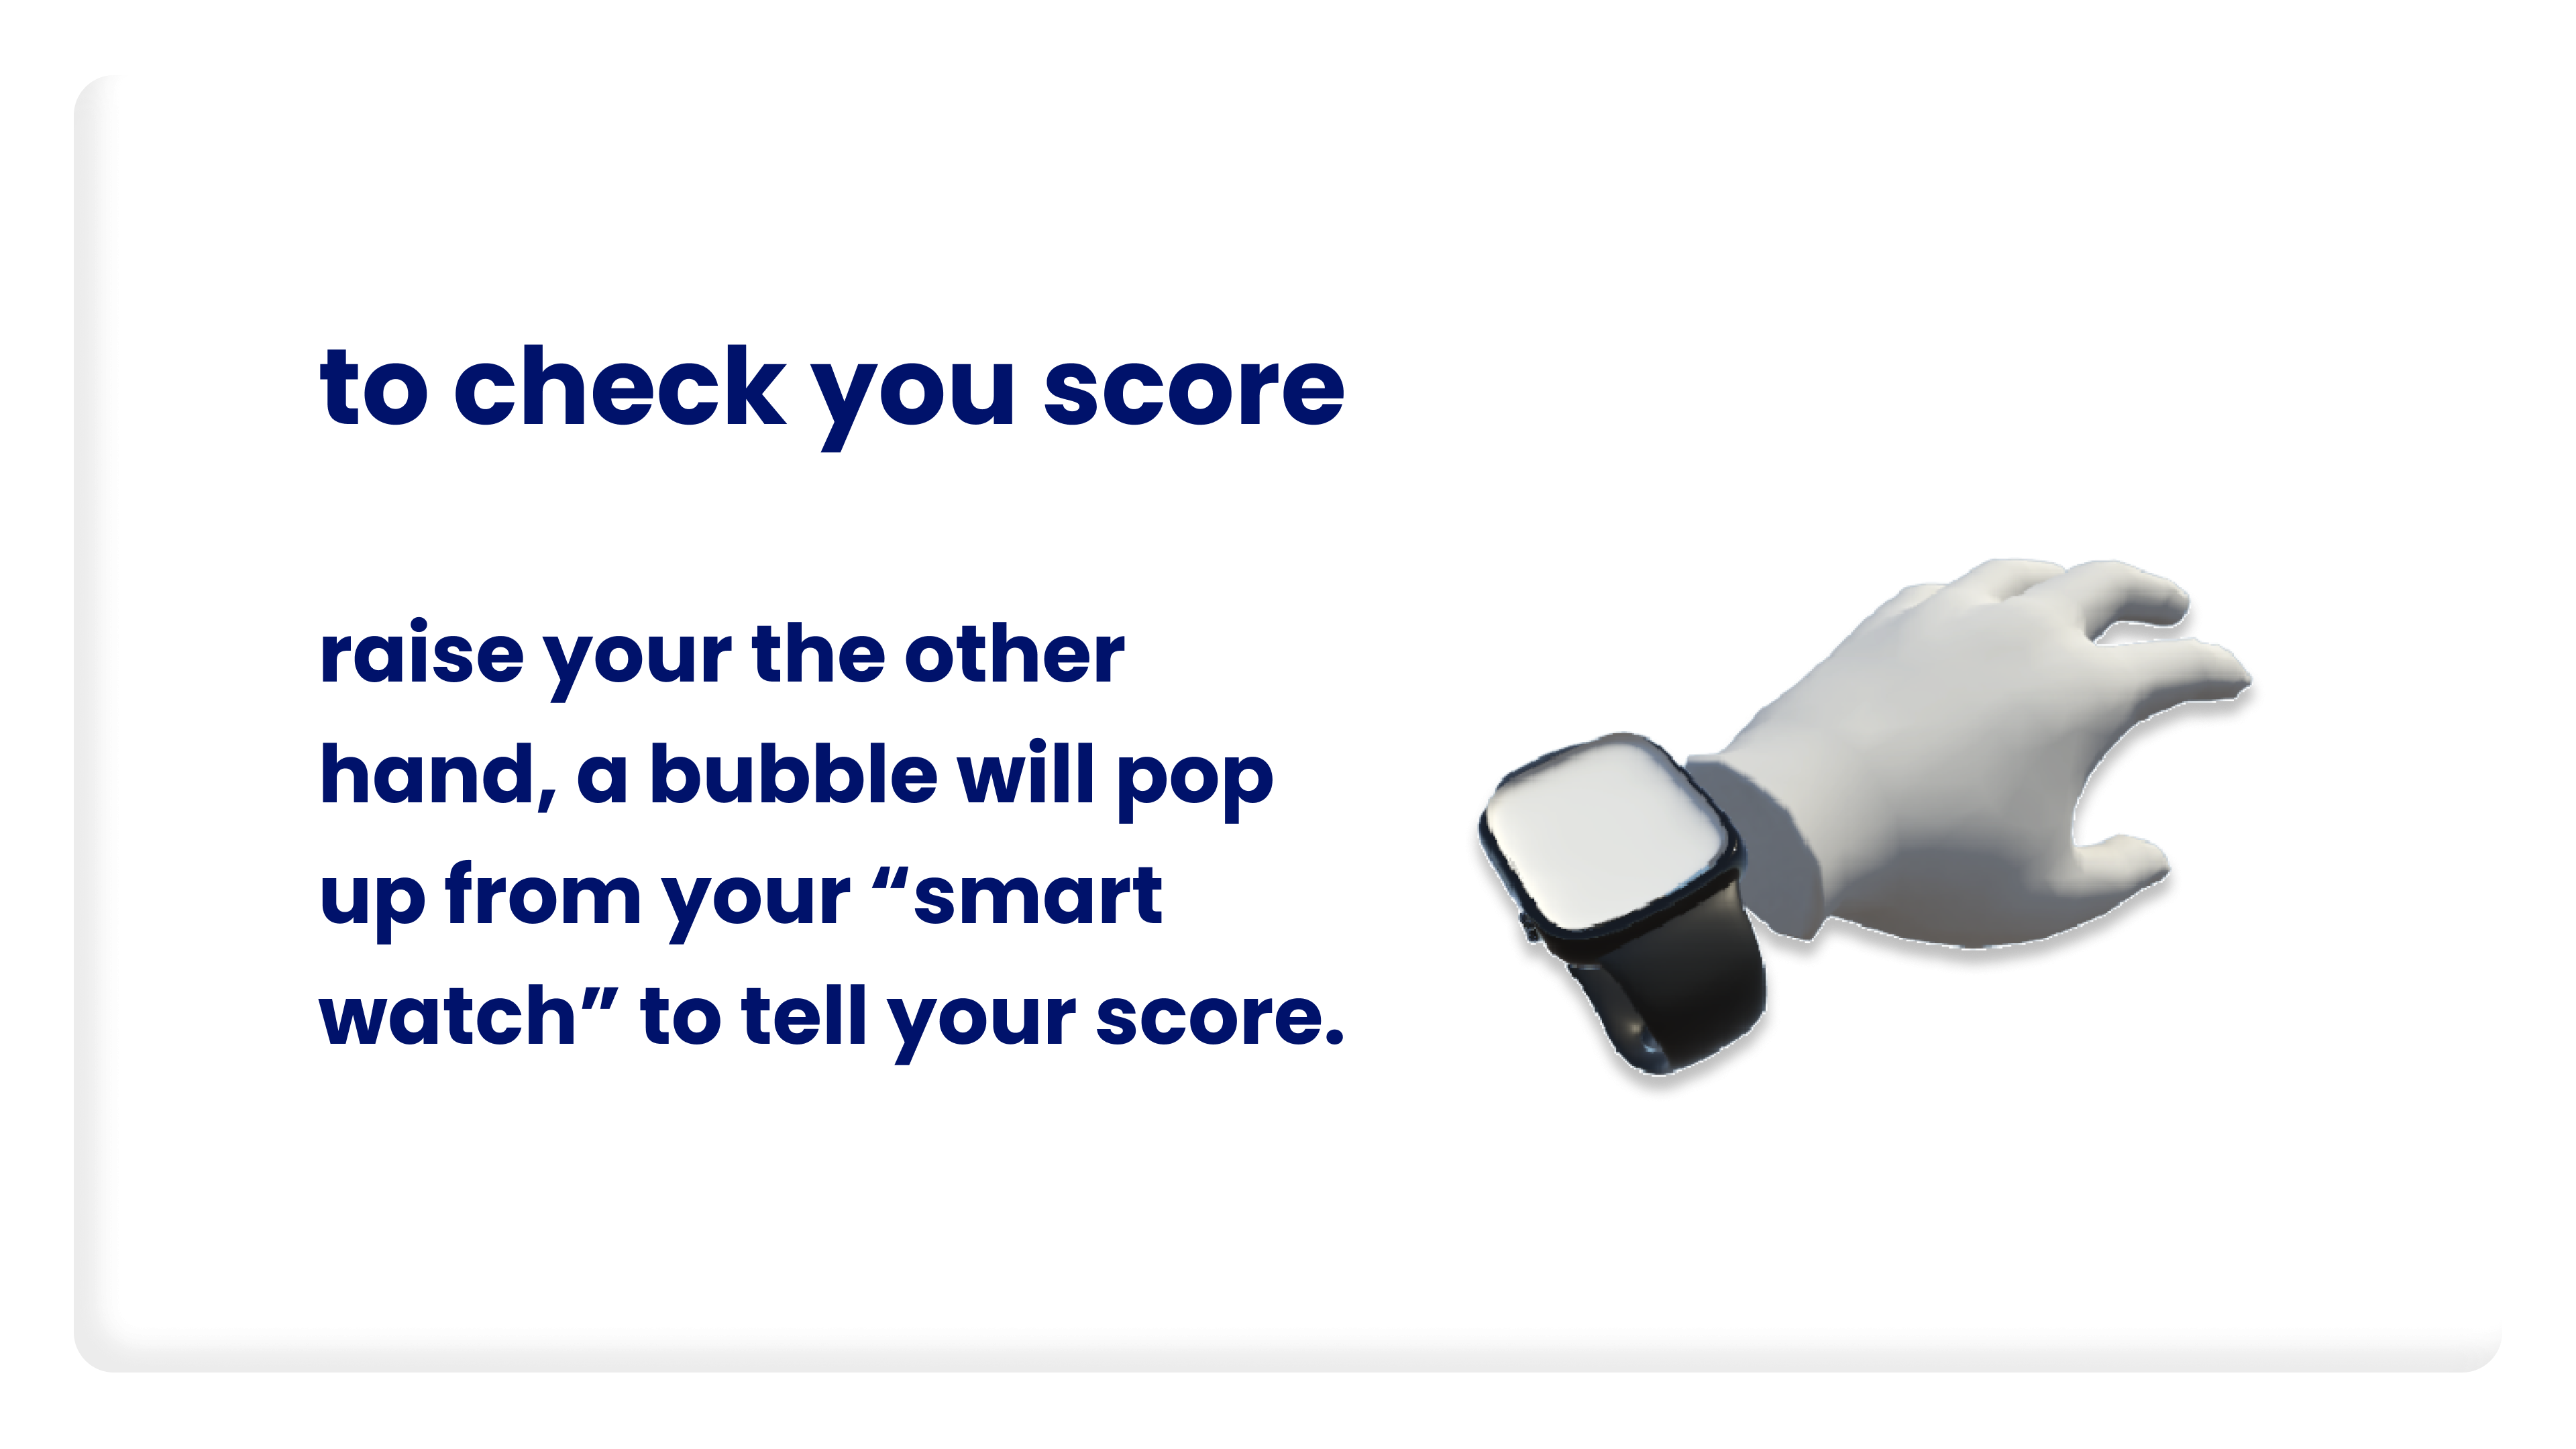 to check you score
raise your the other
hand, a bubble will pop
up from your “smart
watch” to tell your score.